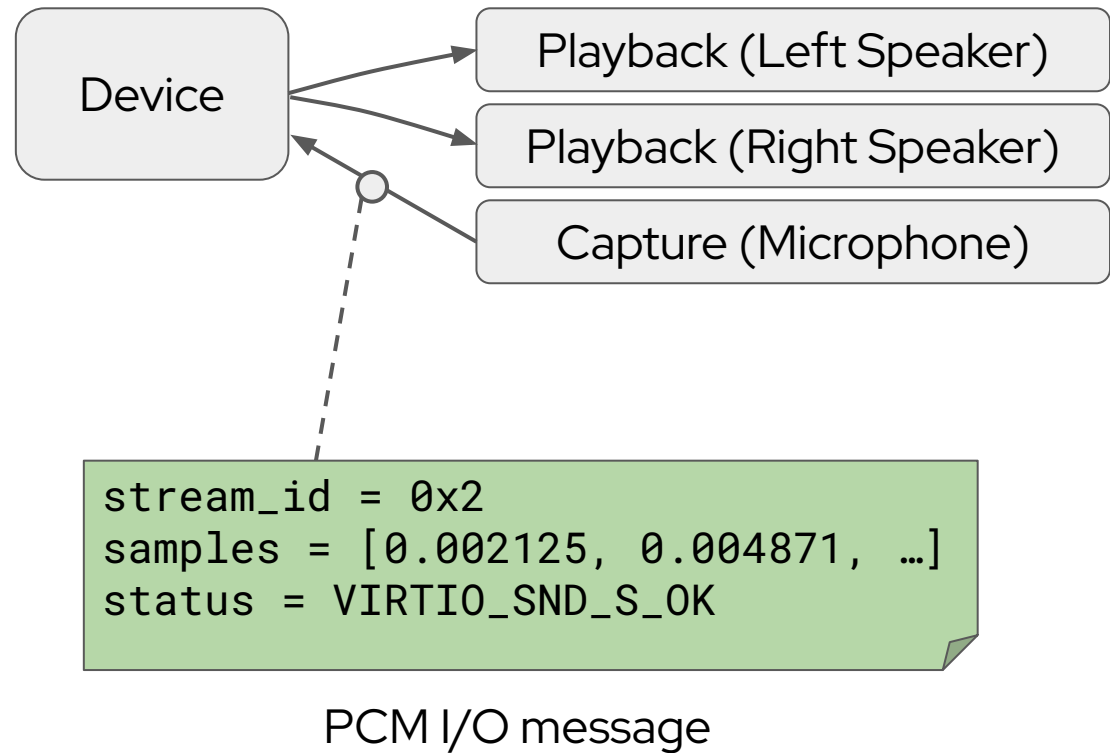 Device
Playback (Left Speaker)
Playback (Right Speaker)
Capture (Microphone)
stream_id = 0x2
samples = [0.002125, 0.004871, …]
status = VIRTIO_SND_S_OK
PCM I/O message